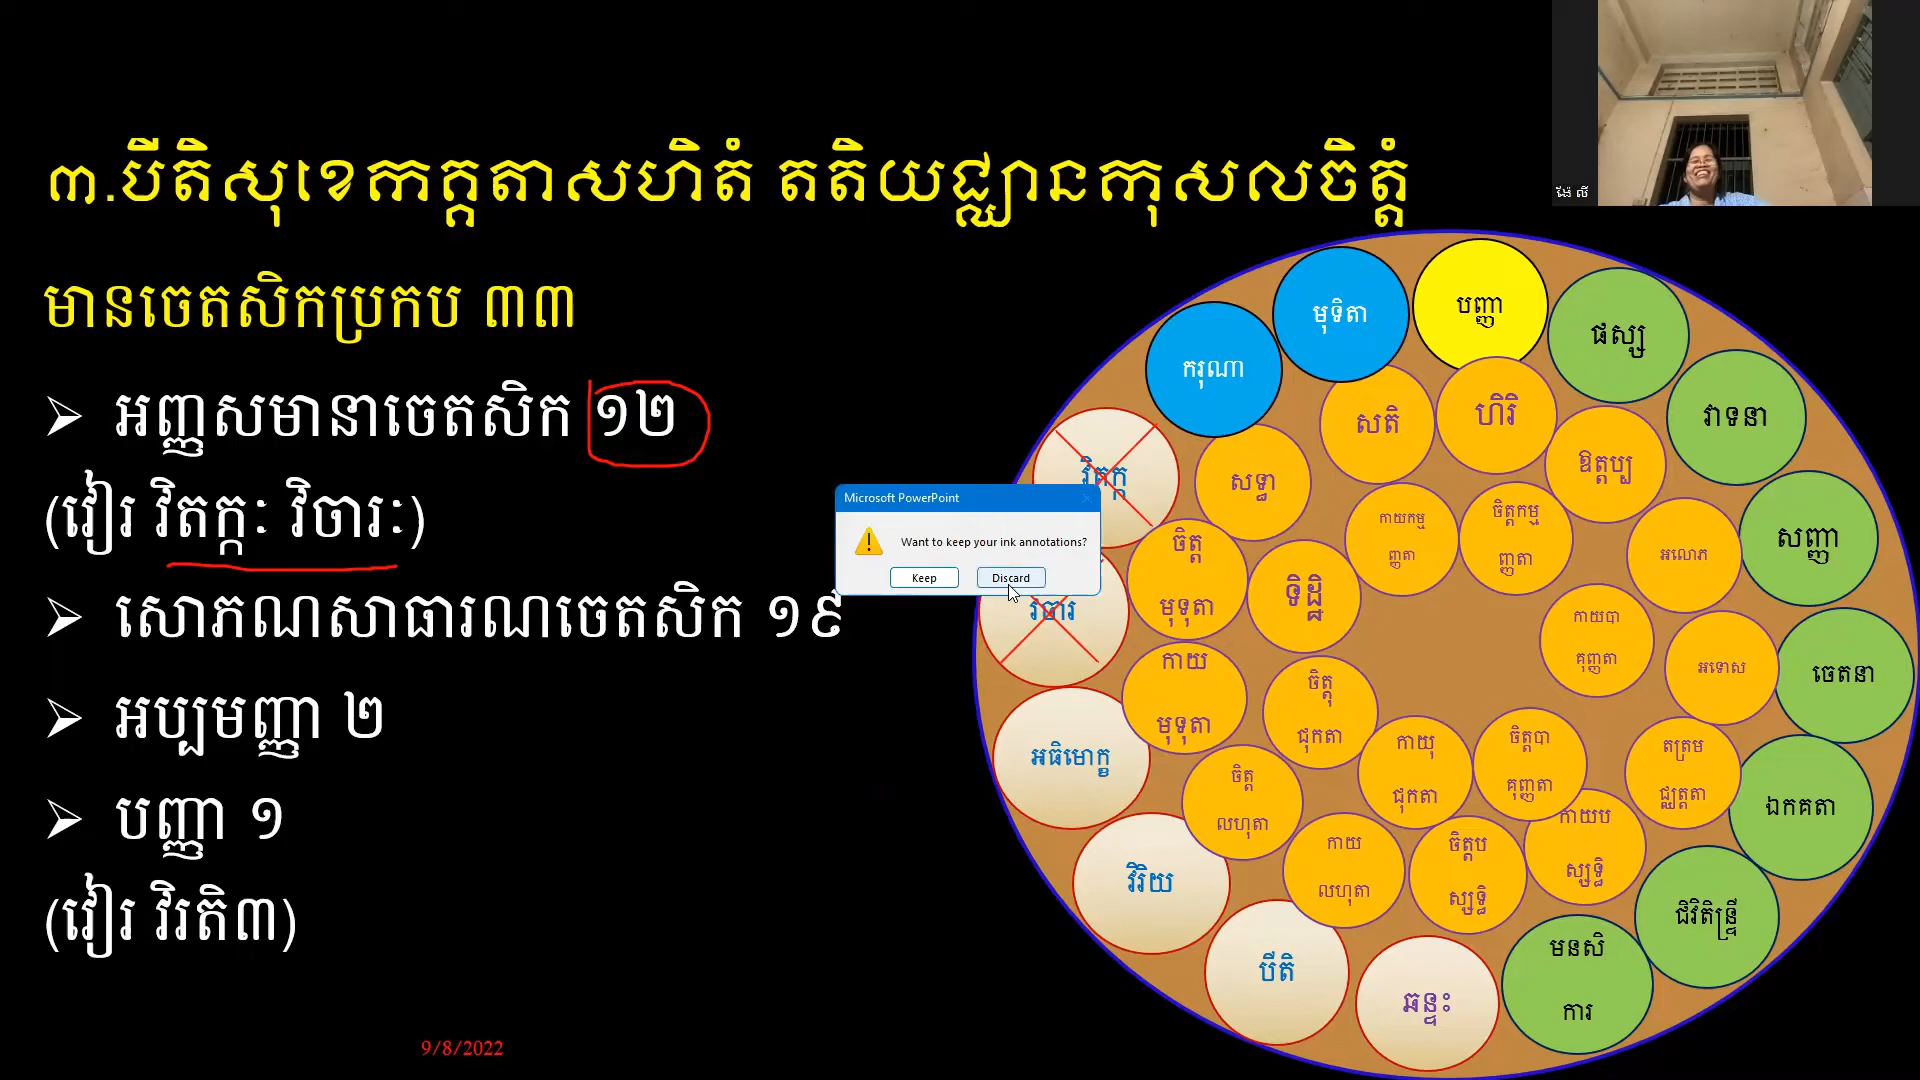 ៣.បីតិសុខេកគ្គតាសហិតំ តតិយជ្ឈានកុសលចិត្តំ
មានចេតសិកប្រកប ៣៣
➢ អញ្ញសមានាចេតសិក ១២
(វៀរ វិតក្កៈ វិចារៈ)
➢ សោភណសាធារណចេតសិក ១៩
➢ អប្បមញ្ញា ២
➢ បញ្ញា ១
(វៀរ វិរតិ៣)
9/8/2022
ង៉ែ លី
Microsoft PowerPoint
Want to keep your ink annotations?
Keep
Discard
ករុណា
មុទិតា
បញ្ញា
ផស្ស
វាទនា
សញ្ញា
ចេតនា
ឯកគតា
ជិវិតិន្ទ្រី
មនសិ
ការ
ឆន្ទះ
បីតិ
វិរិយ
អធិមោក្ខ
វិចារ
វិតក្ក
សទ្ធា
សតិ
ហិរិ
ឱត្តប្ប
អលោភ
អទោស
តត្រម
ជ្ឈត្តតា
កាយប
ស្សទ្ធិ
ចិត្តប
ស្សទ្ធិ
កាយ
លហុតា
ចិត្ត
លហុតា
កាយ
មុទុតា
ចិត្ត
មុទុតា
កាយកម្ម
ញ្ញតា
ចិត្តកម្ម
ញ្ញតា
កាយបា
គុញ្ញតា
ចិត្តបា
គុញ្ញតា
កាយុ
ជុកតា
ចិត្តុ
ជុកតា
ទិដ្ឋិ